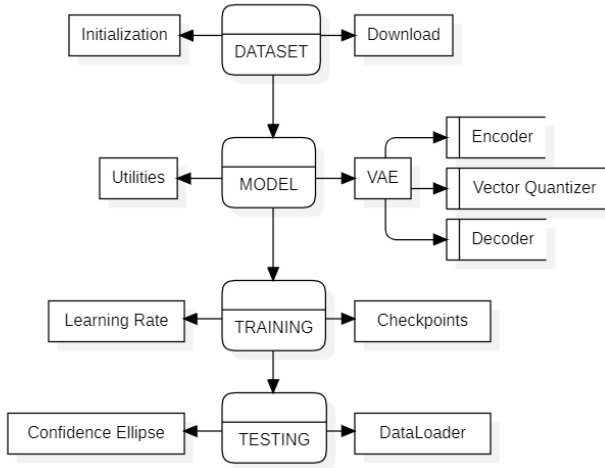 Initialization
Download
DATASET
Encoder
Utilities
MODEL
VAE
Vector Quantizer
Decoder
Learning Rate
TRAINING
Checkpoints
Confidence Ellipse
TESTING
DataLoader